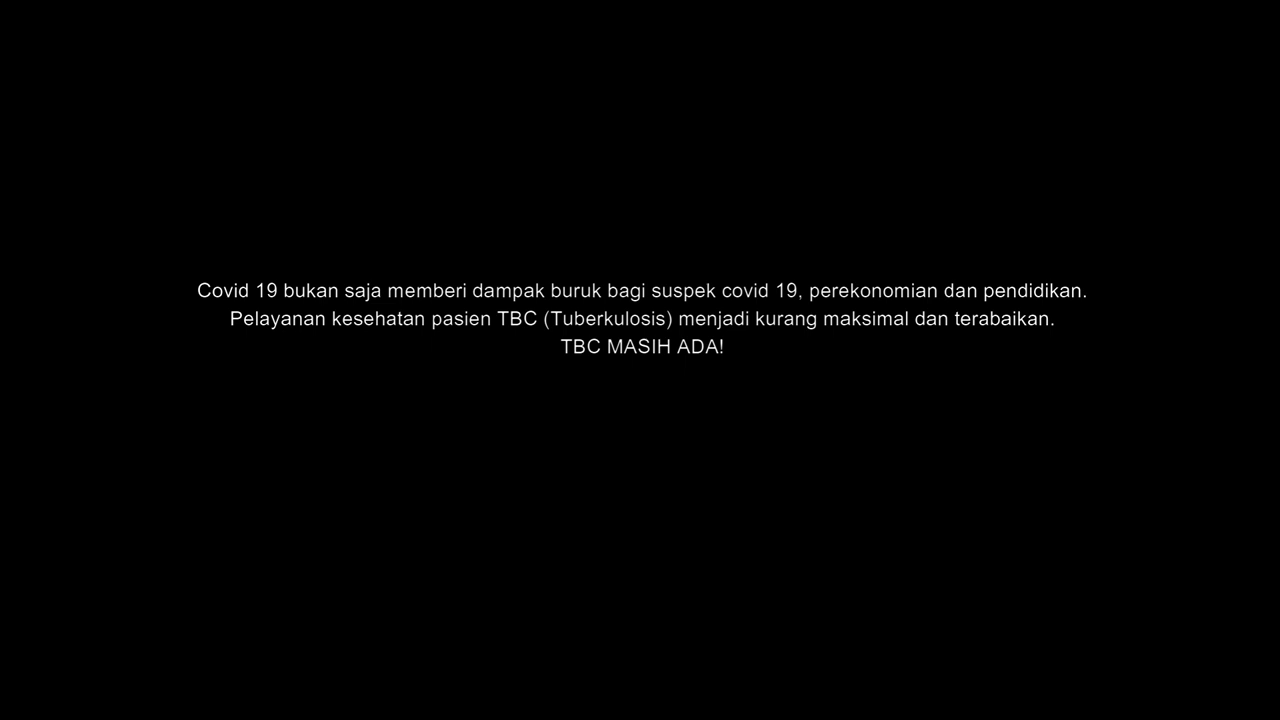 Covid 19 bukan saja memberi dampak buruk bagi suspek covid 19, perekonomian dan pendidikan.
Pelayanan kesehatan pasien TBC (Tuberkulosis) menjadi kurang maksimal dan terabaikan.
TBC MASIH ADA!